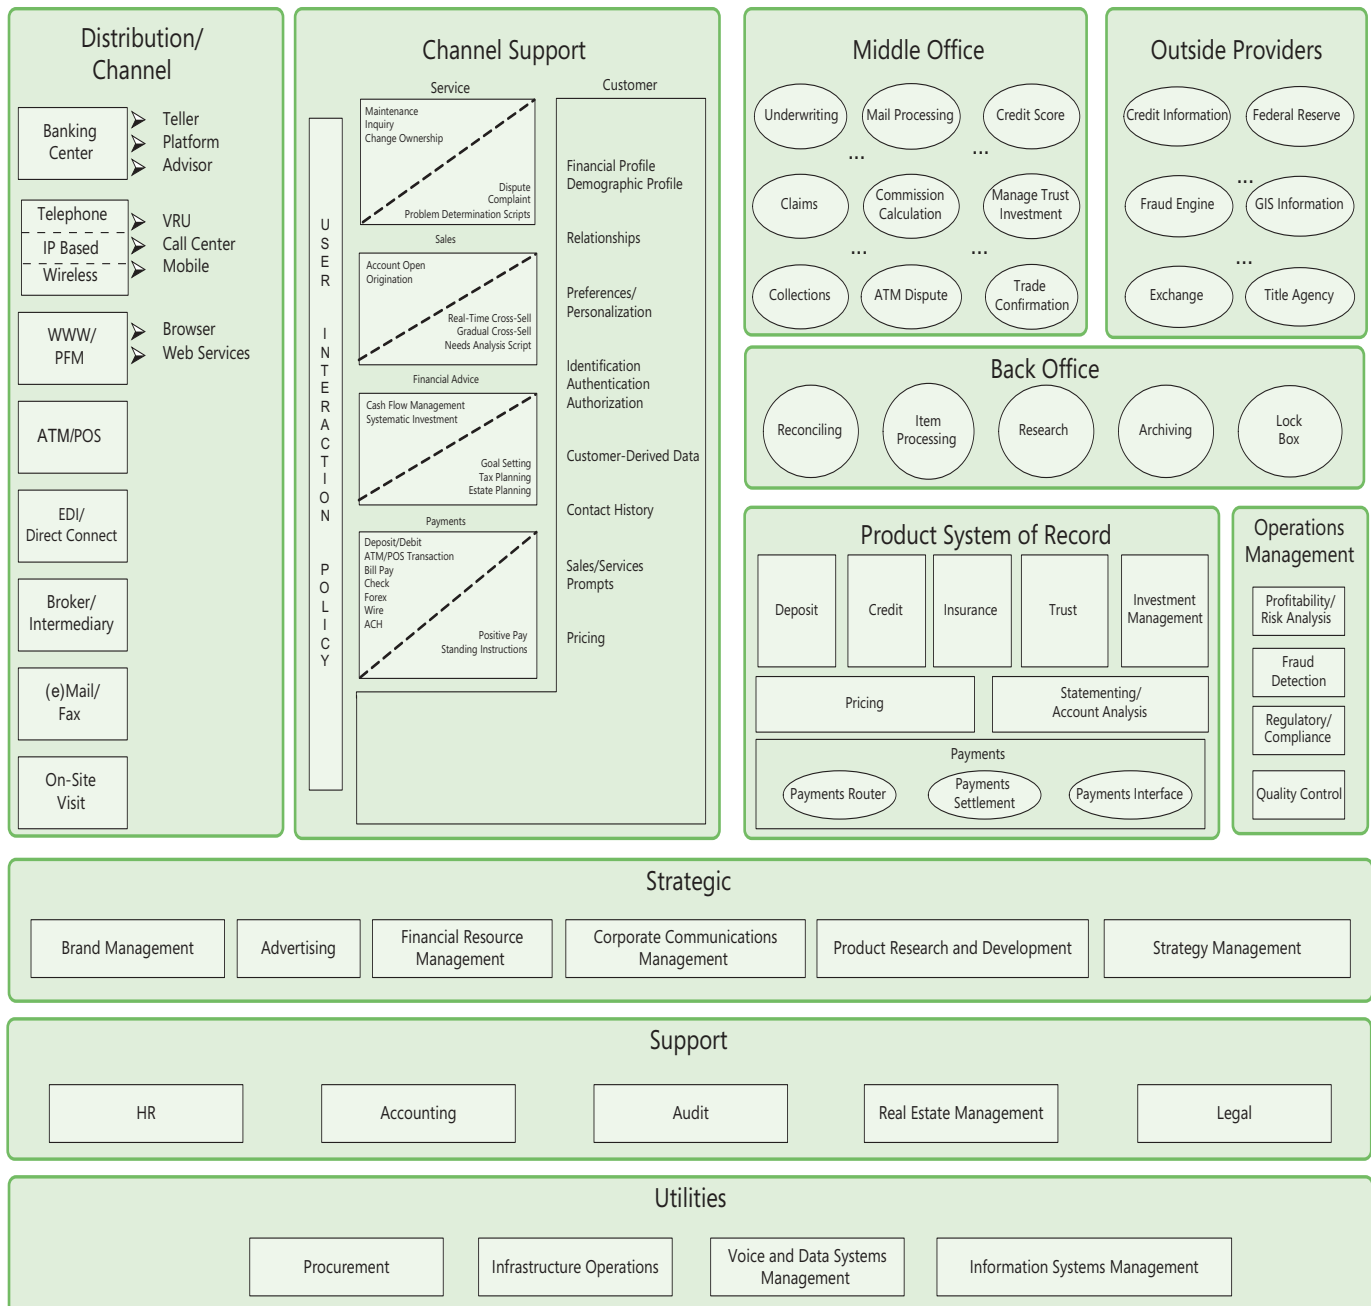 Distribution/
Channel
Banking
Center
Teller
Platform
Advisor
Telephone
IP Based
Wireless
VRU
Call Center
Mobile
WWW/
PFM
Browser
Web Services
ATM/POS
EDI/
Direct Connect
Broker/
Intermediary
(e)Mail/
Fax
On-Site
Visit
Channel Support
USER INTERACTION POLICY
Service
Maintenance
Inquiry
Change Ownership
Dispute
Complaint
Problem Determination Scripts
Sales
Account Open
Origination
Real-Time Cross-Sell
Gradual Cross-Sell
Needs Analysis Script
Financial Advice
Cash Flow Management
Systematic Investment
Goal Setting
Tax Planning
Estate Planning
Payments
Deposit/Debit
ATM/POS Transaction
Bill Pay
Check
Forex
Wire
ACH
Positive Pay
Standing Instructions
Customer
Financial Profile
Demographic Profile
Relationships
Preferences/
Personalization
Identification
Authentication
Authorization
Customer-Derived Data
Contact History
Sales/Services
Prompts
Pricing
Middle Office
Underwriting
Mail Processing
Credit Score
... ...
Claims
Commission
Calculation
Manage Trust
Investment
... ...
Collections
ATM Dispute
Trade
Confirmation
Outside Providers
Credit Information
Federal Reserve
...
Fraud Engine
GIS Information
...
Exchange
Title Agency
Back Office
Reconciling
Item
Processing
Research
Archiving
Lock
Box
Product System of Record
Deposit
Credit
Insurance
Trust
Investment
Management
Pricing
Statementing/
Account Analysis
Payments
Payments Router
Payments
Settlement
Payments Interface
Operations
Management
Profitability/
Risk Analysis
Fraud
Detection
Regulatory/
Compliance
Quality Control
Strategic
Brand Management
Advertising
Financial Resource
Management
Corporate Communications
Management
Product Research and Development
Strategy Management
Support
HR
Accounting
Audit
Real Estate Management
Legal
Utilities
Procurement
Infrastructure Operations
Voice and Data Systems
Management
Information Systems Management